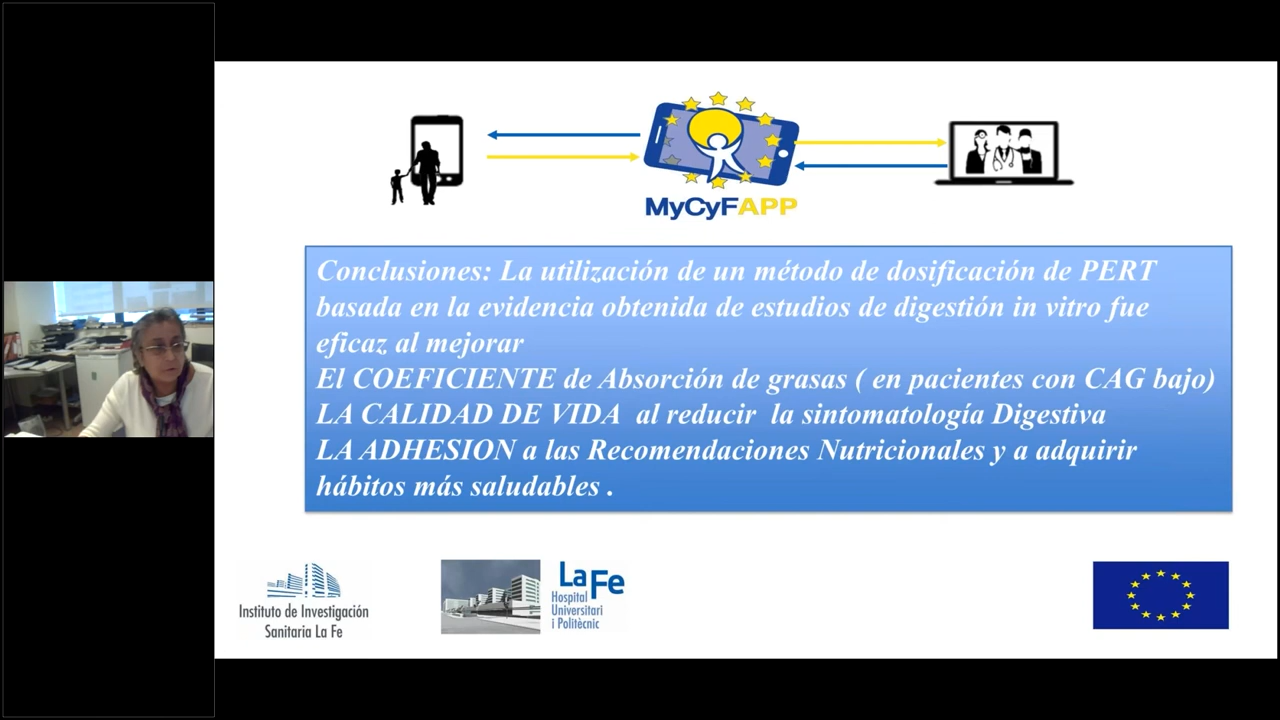 MyCyFAPP
Conclusiones: La utilización de un método de dosificación de PERT
basada en la evidencia obtenida de estudios de digestión in vitro fue
eficaz al mejorar
El COEFICIENTE de Absorción de grasas ( en pacientes con CAG bajo)
LA CALIDAD DE VIDA al reducir la sintomatología Digestiva
LA ADHESION a las Recomendaciones Nutricionales y a adquirir
hábitos más saludables .
Instituto de Investigación
Sanitaria La Fe
La Fe
Hospital
Universitari
i Politècnic